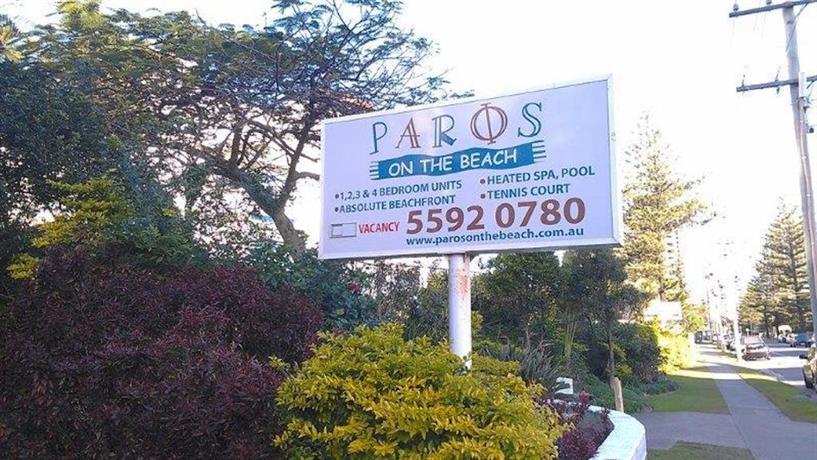 PARΦS
ON THE BEACH
•1,2,3 & 4 BEDROOM UNITS
•ABSOLUTE BEACHFRONT
•HEATED SPA, POOL
•TENNIS COURT
VACANCY 5592 0780
www.parosonthebeach.com.au